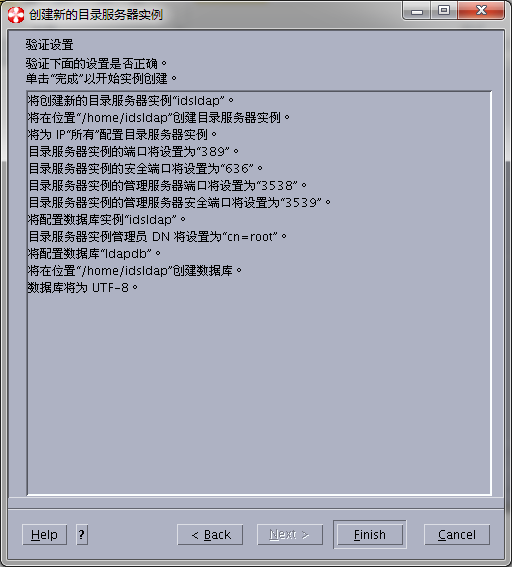 创建新的目录服务器实例
验证设置
验证下面的设置是否正确。
单击“完成”以开始实例创建。
将创建新的目录服务器实例“idsldap”。
将在位置“/home/idsldap”创建目录服务器实例。
将为 IP“所有”配置目录服务器实例。
目录服务器实例的端口将设置为“389”。
目录服务器实例的安全端口将设置为“636”。
目录服务器实例的管理服务器端口将设置为“3538”。
目录服务器实例的管理服务器安全端口将设置为“3539”。
将配置数据库实例“idsldap”。
目录服务器实例管理员 DN 将设置为“cn=root”。
将配置数据库“ldapdb”。
将在位置“/home/idsldap”创建数据库。
数据库将为 UTF-8。
Help ? < Back Next > Finish Cancel